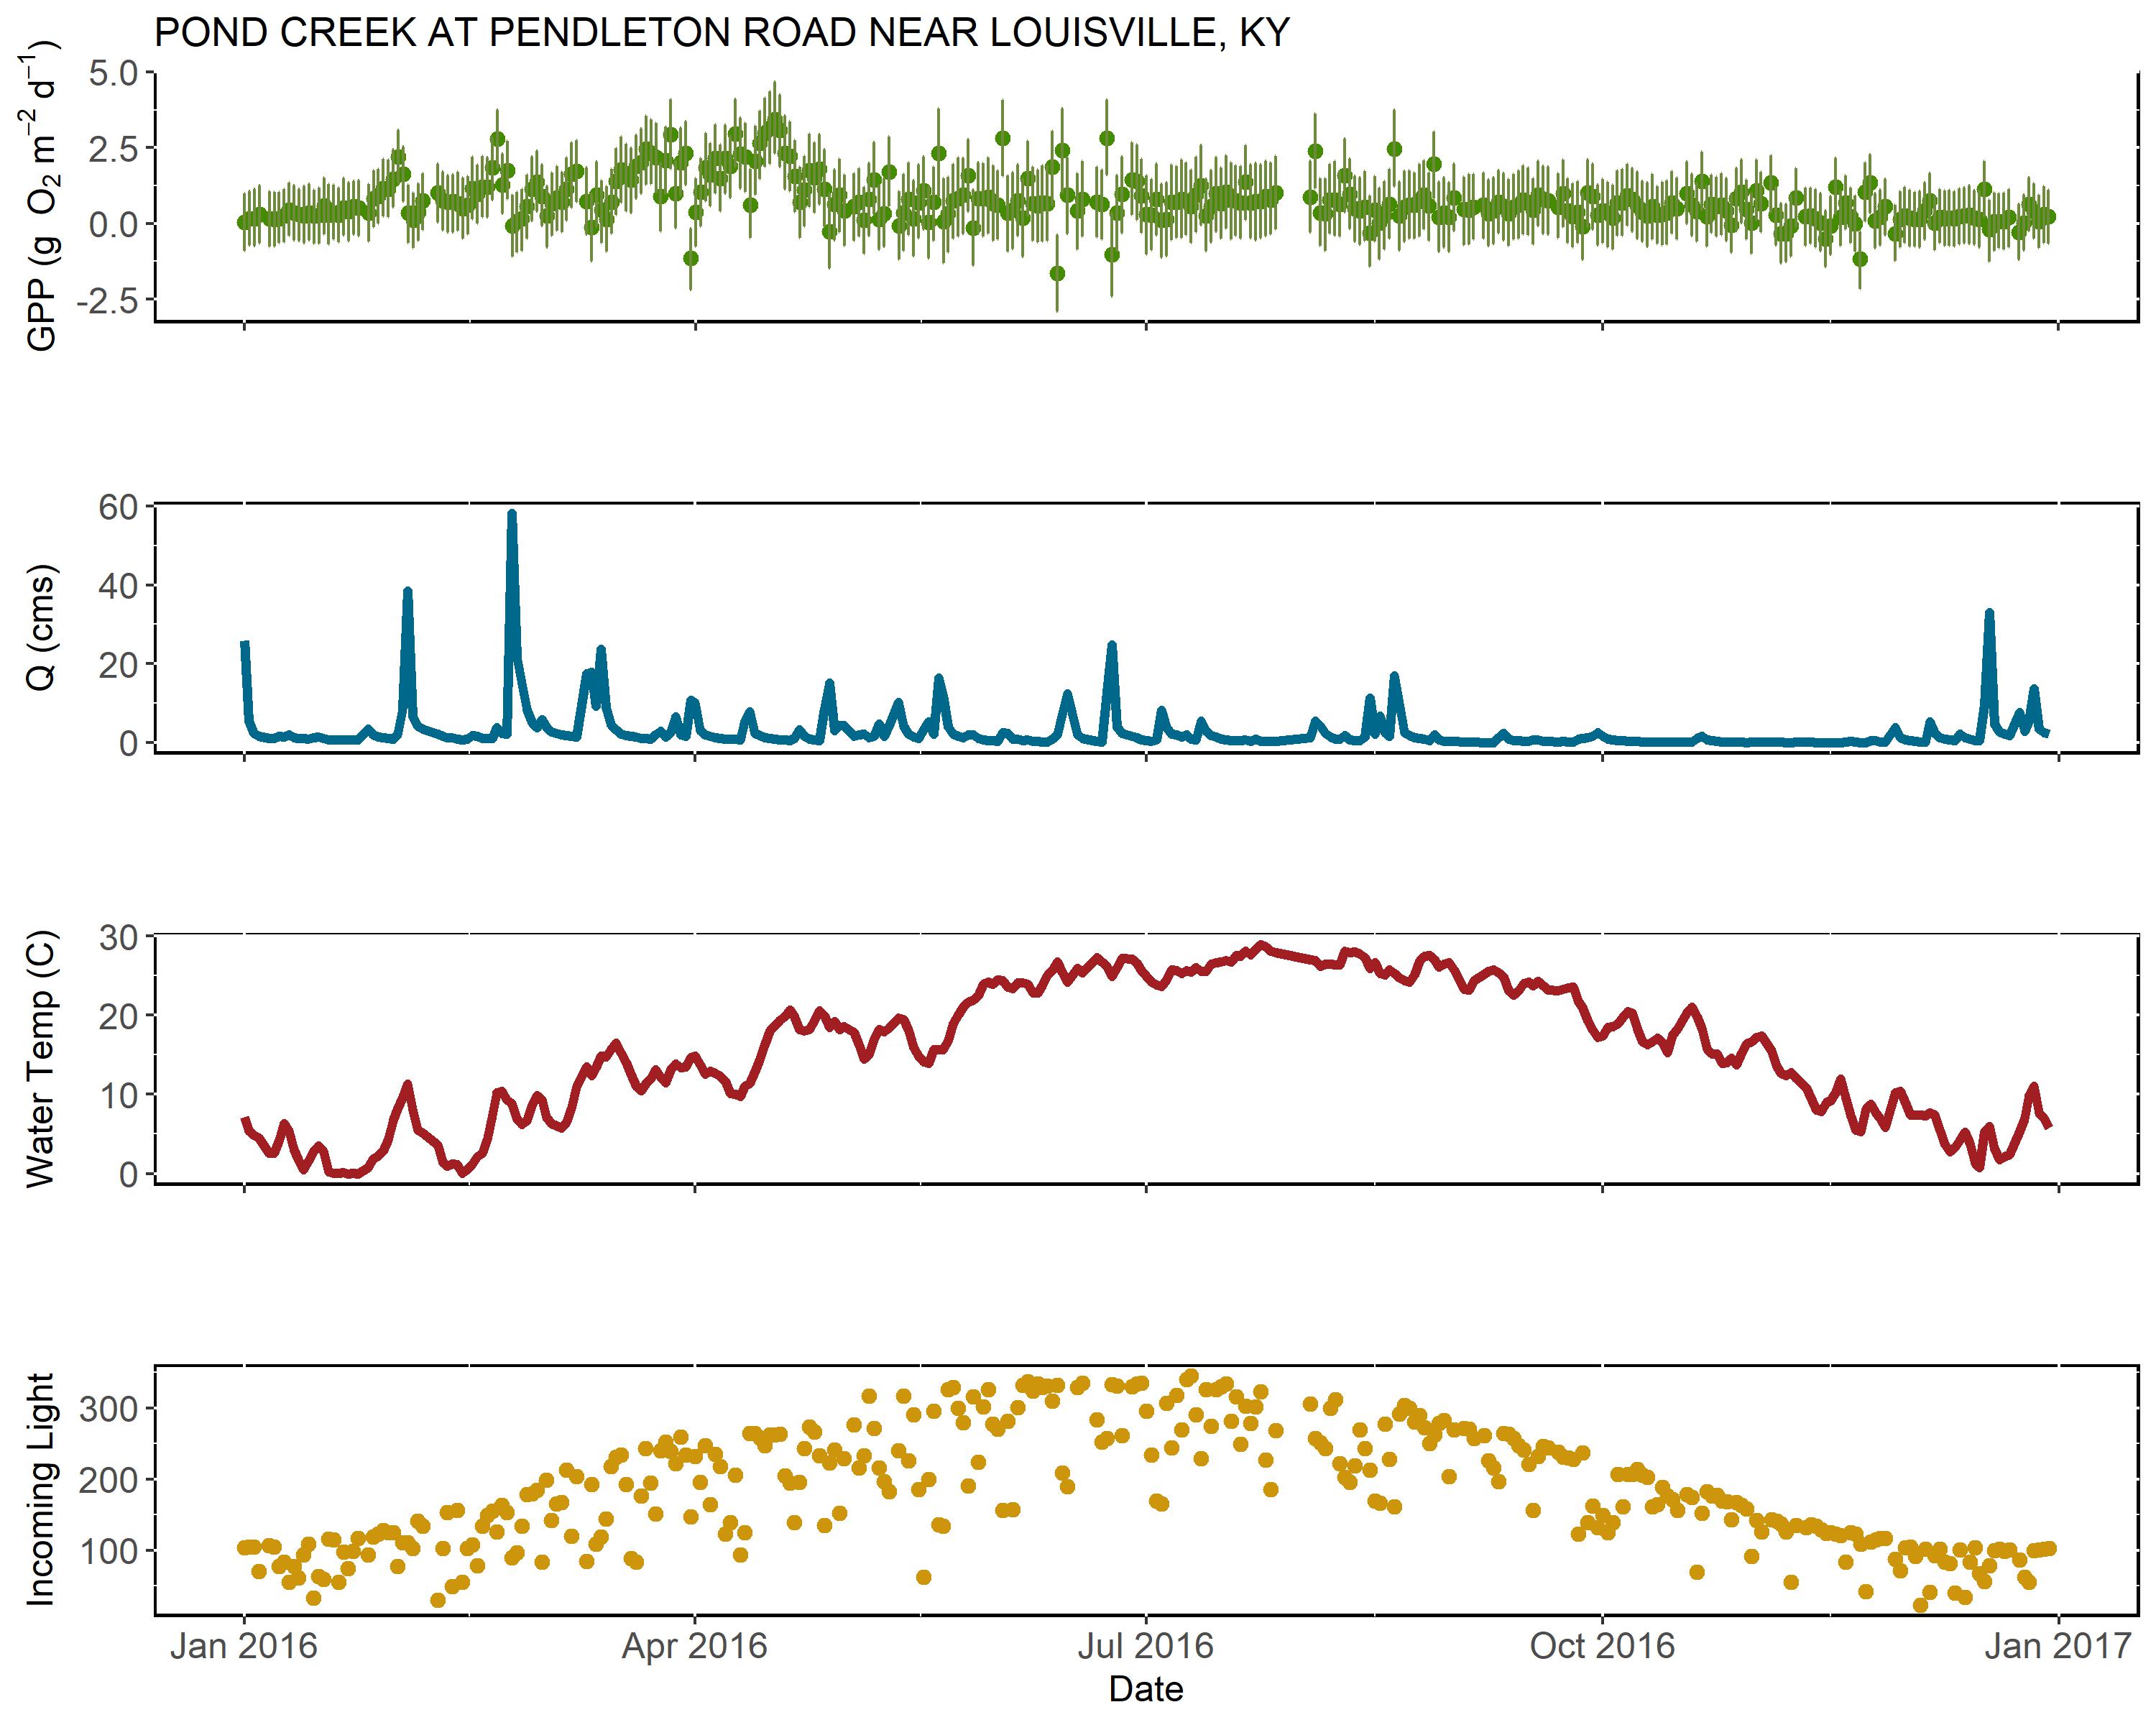 POND CREEK AT PENDLETON ROAD NEAR LOUISVILLE, KY
GPP (g O₂ m⁻² d⁻¹)
5.0
2.5
0.0
-2.5
Q (cms)
60
40
20
0
Water Temp (C)
30
20
10
0
Incoming Light
300
200
100
Jan 2016 Apr 2016 Jul 2016 Oct 2016 Jan 2017
Date